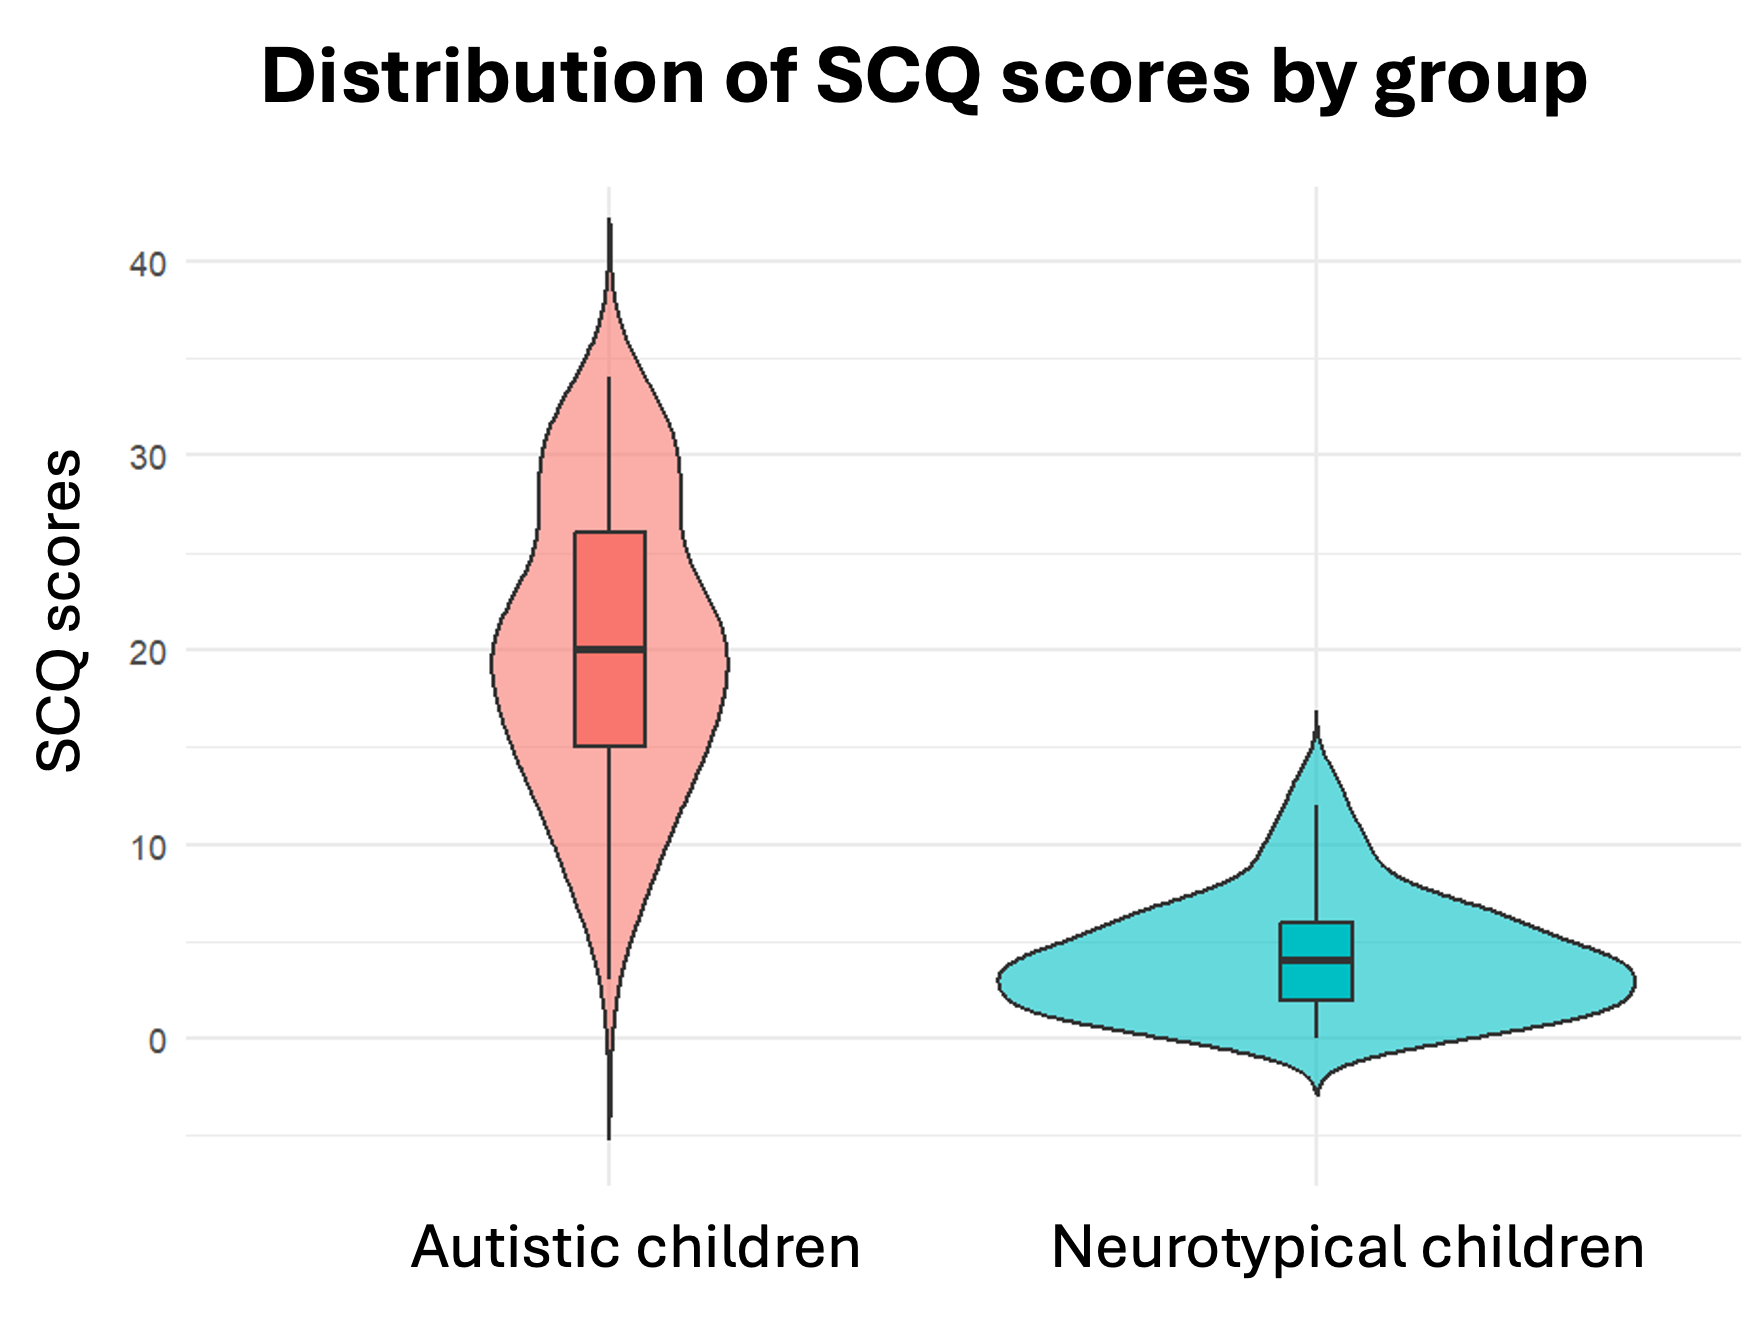 Distribution of SCQ scores by group
SCQ scores
40
30
20
10
0
Autistic children
Neurotypical children